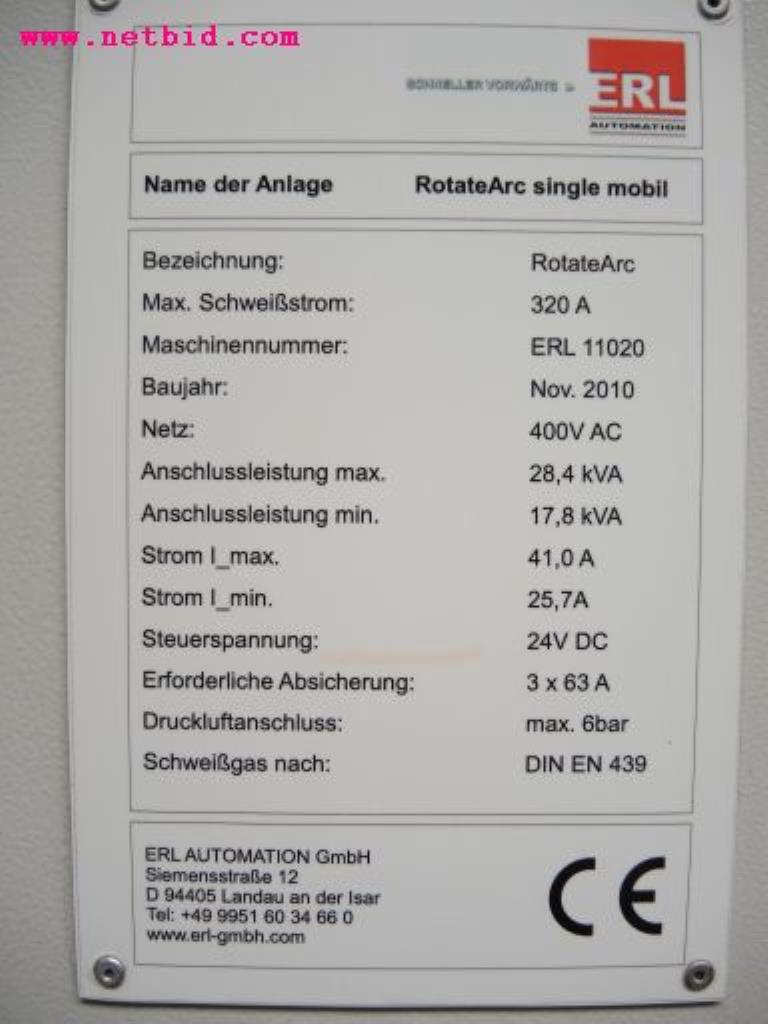 www.netbid.com
SCHNELLER VORWÄRTS »
ERL
AUTOMATION
Name der Anlage RotateArc single mobil
Bezeichnung: RotateArc
Max. Schweißstrom: 320 A
Maschinennummer: ERL 11020
Baujahr: Nov. 2010
Netz: 400V AC
Anschlussleistung max. 28,4 kVA
Anschlussleistung min. 17,8 kVA
Strom I_max. 41,0 A
Strom I_min. 25,7A
Steuerspannung: 24V DC
Erforderliche Absicherung: 3 x 63 A
Druckluftanschluss: max. 6bar
Schweißgas nach: DIN EN 439
ERL AUTOMATION GmbH
Siemensstraße 12
D 94405 Landau an der Isar
Tel: +49 9951 60 34 66 0
www.erl-gmbh.com
CE